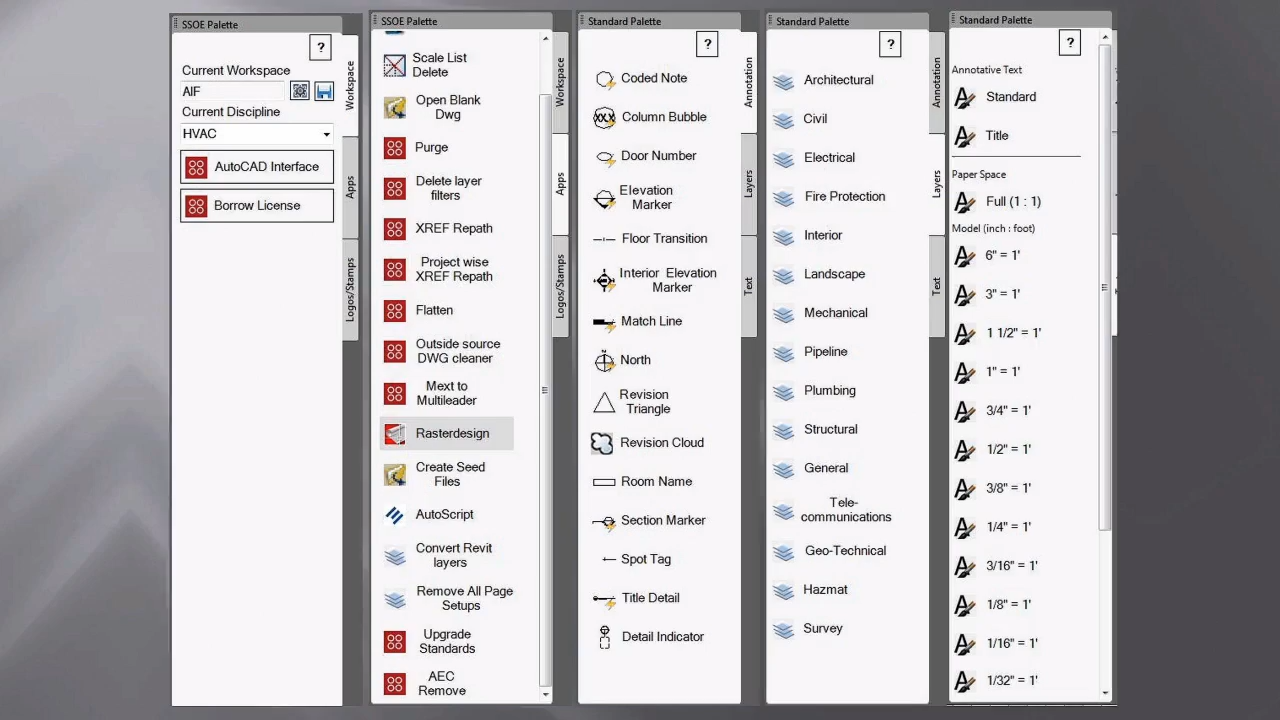 SSOE Palette
?
Current Workspace
AIF
Current Discipline
HVAC
AutoCAD Interface
Borrow License
Workspace
Apps
Logos/Stamps
SSOE Palette
Scale List
Delete
Open Blank
Dwg
Purge
Delete layer
filters
XREF Repath
Project wise
XREF Repath
Flatten
Outside source
DWG cleaner
Mext to
Multileader
Rasterdesign
Create Seed
Files
AutoScript
Convert Revit
layers
Remove All Page
Setups
Upgrade
Standards
AEC
Remove
Workspace
Apps
Logos/Stamps
Standard Palette
?
Coded Note
XXX
Column Bubble
Door Number
Elevation
Marker
Floor Transition
Interior Elevation
Marker
Match Line
North
Revision
Triangle
Revision Cloud
Room Name
Section Marker
Spot Tag
Title Detail
Detail Indicator
Annotation
Layers
Text
Standard Palette
?
Architectural
Civil
Electrical
Fire Protection
Interior
Landscape
Mechanical
Pipeline
Plumbing
Structural
General
Tele-
communications
Geo-Technical
Hazmat
Survey
Annotation
Layers
Text
Standard Palette
?
Annotative Text
Standard
Title
Paper Space
Full (1 : 1)
Model (inch : foot)
6" = 1'
3" = 1'
1 1/2" = 1'
1" = 1'
3/4" = 1'
1/2" = 1'
3/8" = 1'
1/4" = 1'
3/16" = 1'
1/8" = 1'
1/16" = 1'
1/32" = 1'